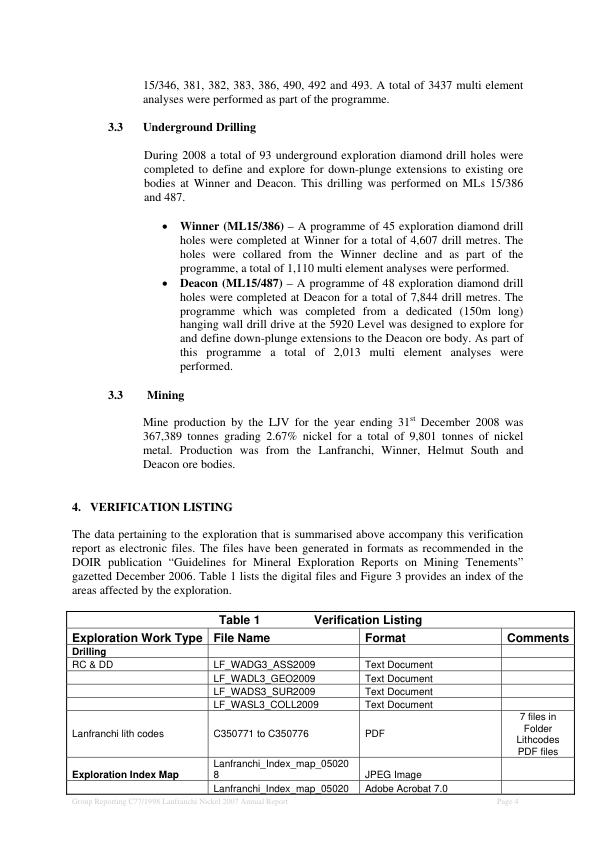 15/346, 381, 382, 383, 386, 490, 492 and 493. A total of 3437 multi element
analyses were performed as part of the programme.
3.3 Underground Drilling
During 2008 a total of 93 underground exploration diamond drill holes were
completed to define and explore for down-plunge extensions to existing ore
bodies at Winner and Deacon. This drilling was performed on MLs 15/386
and 487.
• Winner (ML15/386) – A programme of 45 exploration diamond drill
holes were completed at Winner for a total of 4,607 drill metres. The
holes were collared from the Winner decline and as part of the
programme, a total of 1,110 multi element analyses were performed.
• Deacon (ML15/487) – A programme of 48 exploration diamond drill
holes were completed at Deacon for a total of 7,844 drill metres. The
programme which was completed from a dedicated (150m long)
hanging wall drill drive at the 5920 Level was designed to explore for
and define down-plunge extensions to the Deacon ore body. As part of
this programme a total of 2,013 multi element analyses were
performed.
3.3 Mining
Mine production by the LJV for the year ending 31st December 2008 was
367,389 tonnes grading 2.67% nickel for a total of 9,801 tonnes of nickel
metal. Production was from the Lanfranchi, Winner, Helmut South and
Deacon ore bodies.
4. VERIFICATION LISTING
The data pertaining to the exploration that is summarised above accompany this verification
report as electronic files. The files have been generated in formats as recommended in the
DOIR publication “Guidelines for Mineral Exploration Reports on Mining Tenements”
gazetted December 2006. Table 1 lists the digital files and Figure 3 provides an index of the
areas affected by the exploration.
Table 1 Verification Listing
Exploration Work Type File Name Format Comments
Drilling
RC & DD LF_WADG3_ASS2009 Text Document
LF_WADL3_GEO2009 Text Document
LF_WADS3_SUR2009 Text Document
LF_WASL3_COLL2009 Text Document
Lanfranchi lith codes C350771 to C350776 PDF 7 files in
Folder
Lithcodes
PDF files
Lanfranchi_Index_map_05020
Exploration Index Map 8 JPEG Image
Lanfranchi_Index_map_05020 Adobe Acrobat 7.0
Group Reporting C77/1998 Lanfranchi Nickel 2007 Annual Report Page 4